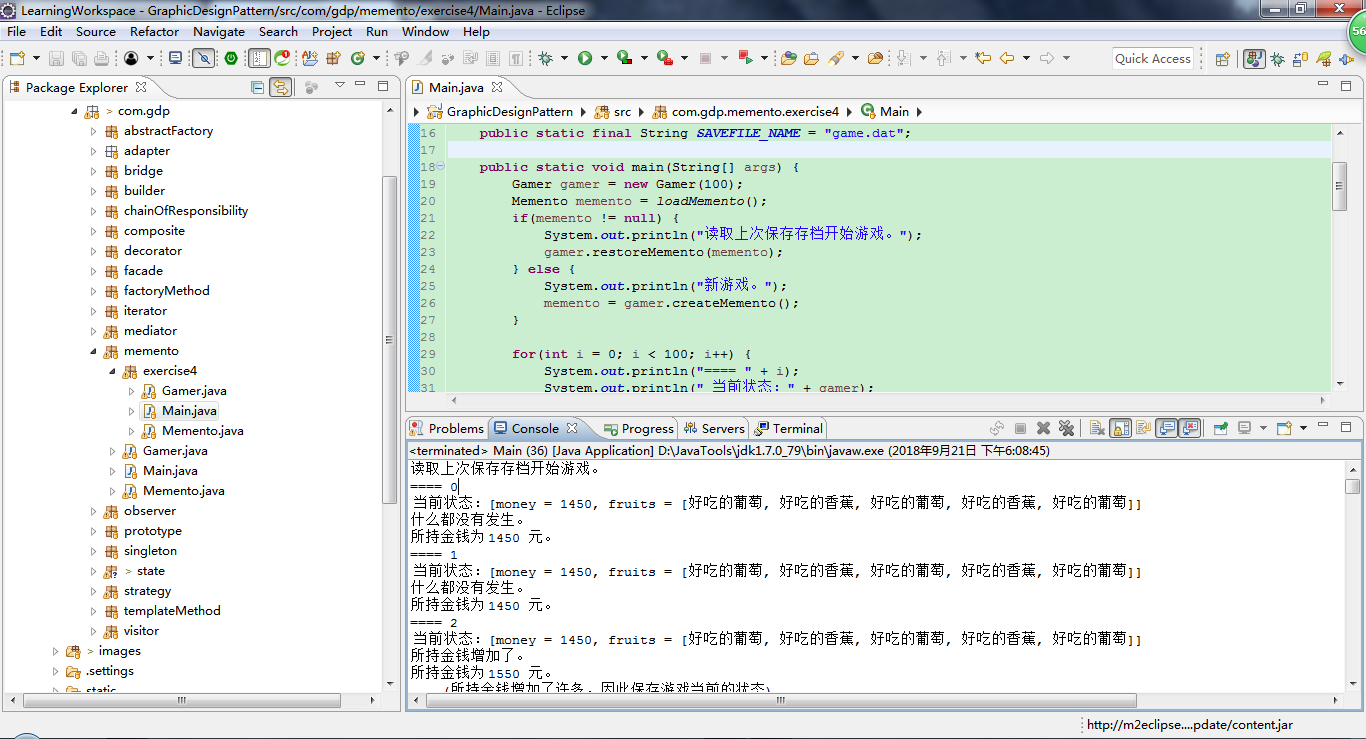 LearningWorkspace - GraphicDesignPattern/src/com/gdp/memento/exercise4/Main.java - Eclipse
File Edit Source Refactor Navigate Search Project Run Window Help
56
Quick Access
Package Explorer
> com.gdp
abstractFactory
adapter
bridge
builder
chainOfResponsibility
composite
decorator
facade
factoryMethod
iterator
mediator
memento
exercise4
Gamer.java
Main.java
Memento.java
Gamer.java
Main.java
Memento.java
observer
prototype
singleton
> state
strategy
templateMethod
visitor
> images
.settings
static
Main.java
GraphicDesignPattern src com.gdp.memento.exercise4 Main
16 public static final String SAVEFILE_NAME = "game.dat";
17
18 public static void main(String[] args) {
19 Gamer gamer = new Gamer(100);
20 Memento memento = loadMemento();
21 if(memento != null) {
22 System.out.println("读取上次保存存档开始游戏。");
23 gamer.restoreMemento(memento);
24 } else {
25 System.out.println("新游戏。");
26 memento = gamer.createMemento();
27 }
28
29 for(int i = 0; i < 100; i++) {
30 System.out.println("==== " + i);
31 System.out.println(" 当前状态：" + gamer);
Problems Console Progress Servers Terminal
<terminated> Main (36) [Java Application] D:\JavaTools\jdk1.7.0_79\bin\javaw.exe (2018年9月21日 下午6:08:45)
读取上次保存存档开始游戏。
==== 0
当前状态：[money = 1450, fruits = [好吃的葡萄, 好吃的香蕉, 好吃的葡萄, 好吃的香蕉, 好吃的葡萄]]
什么都没有发生。
所持金钱为1450 元。
==== 1
当前状态：[money = 1450, fruits = [好吃的葡萄, 好吃的香蕉, 好吃的葡萄, 好吃的香蕉, 好吃的葡萄]]
什么都没有发生。
所持金钱为1450 元。
==== 2
当前状态：[money = 1450, fruits = [好吃的葡萄, 好吃的香蕉, 好吃的葡萄, 好吃的香蕉, 好吃的葡萄]]
所持金钱增加了。
所持金钱为1550 元。
(所持金钱增加了许多，因此保存游戏当前的状态)
http://m2eclipse....pdate/content.jar